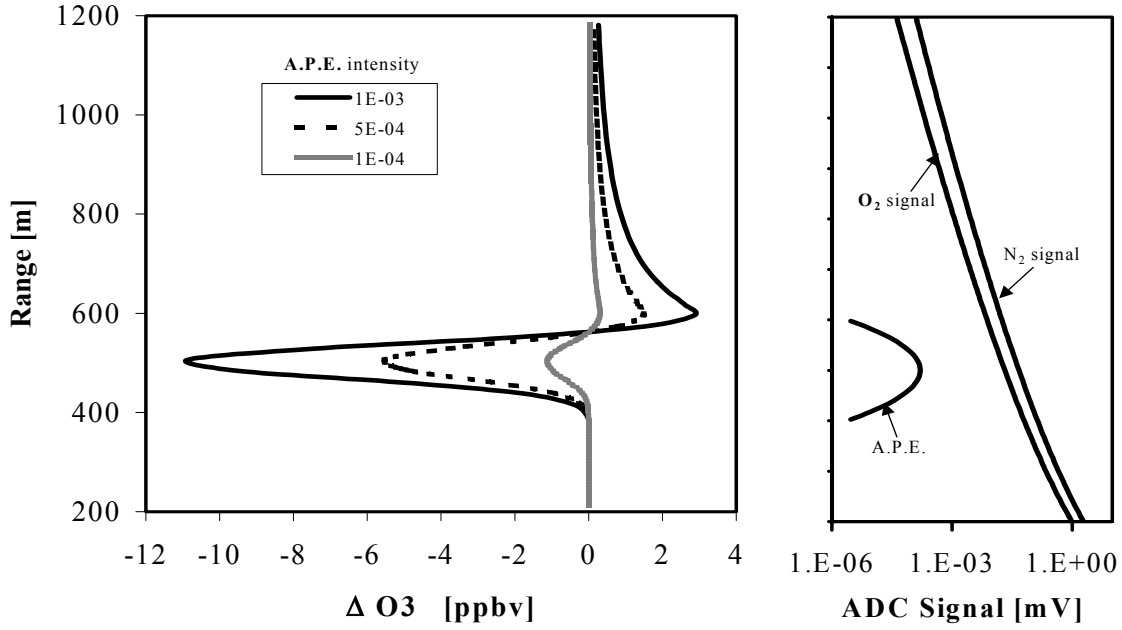 1200
1000
800
600
400
200
Range [m]
A.P.E. intensity
1E-03
5E-04
1E-04
-12 -10 -8 -6 -4 -2 0 2 4
Δ O3 [ppbv]
O2 signal
N2 signal
A.P.E.
1.E-06 1.E-03 1.E+00
ADC Signal [mV]